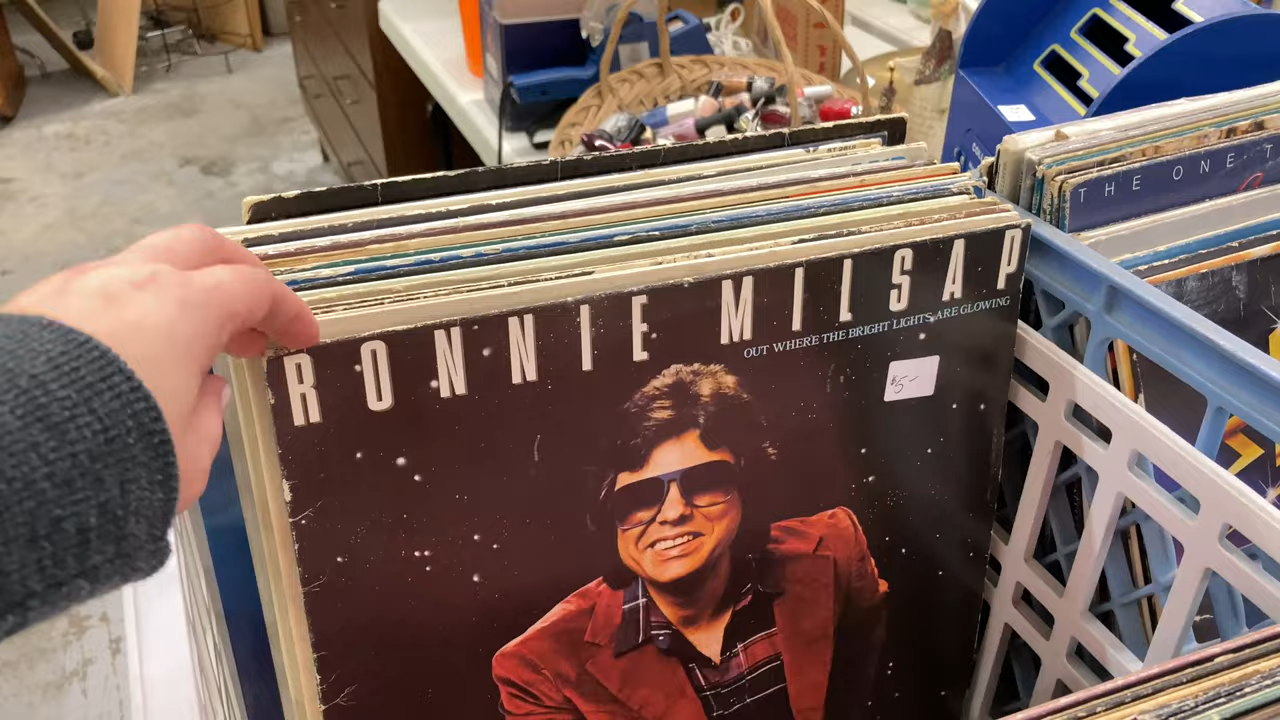 RONNIE MILSAP
OUT WHERE THE BRIGHT LIGHTS ARE GLOWING
$5-
THE ONE T